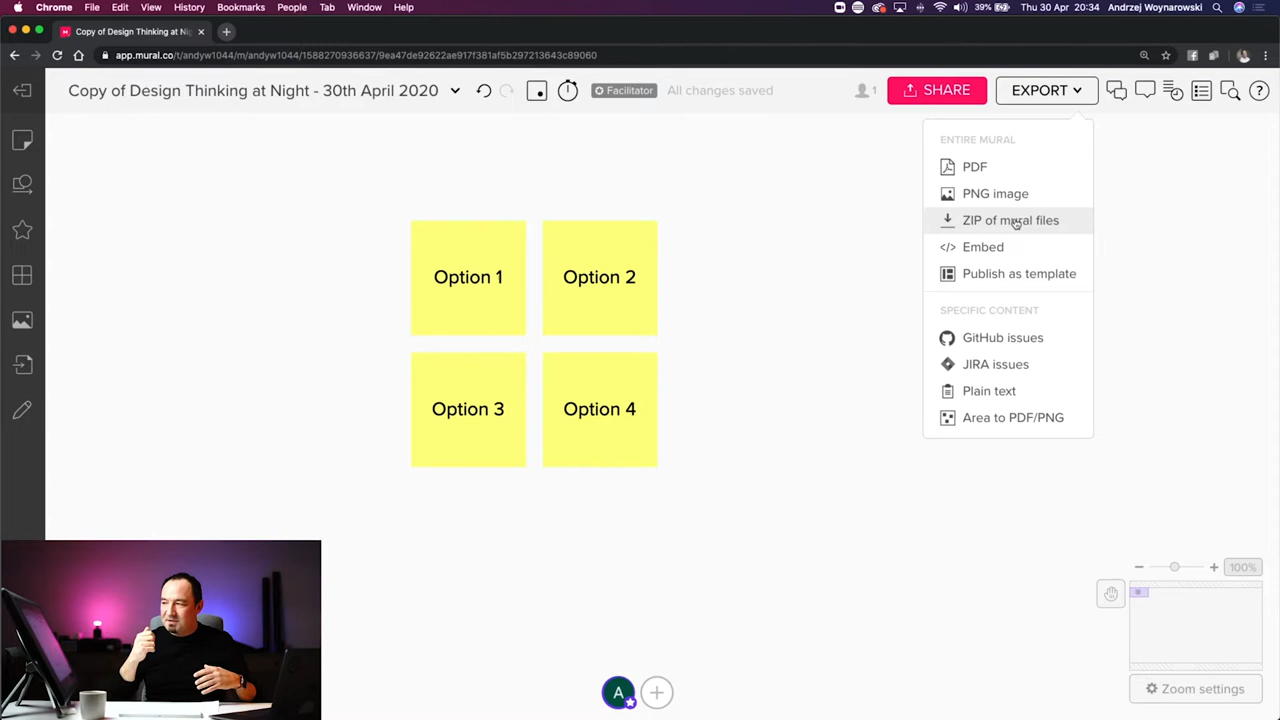 Chrome File Edit View History Bookmarks People Tab Window Help
39% Thu 30 Apr 20:34 Andrzej Woynarowski
Copy of Design Thinking at Ni
app.mural.co/t/andyw1044/m/andyw1044/1588270936637/9ea47de92622ae917f381af5b297213643c89060
Copy of Design Thinking at Night - 30th April 2020
Facilitator
All changes saved
1
SHARE
EXPORT
ENTIRE MURAL
PDF
PNG image
ZIP of mural files
Embed
Publish as template
SPECIFIC CONTENT
GitHub issues
JIRA issues
Plain text
Area to PDF/PNG
Option 1
Option 2
Option 3
Option 4
100%
Zoom settings
A